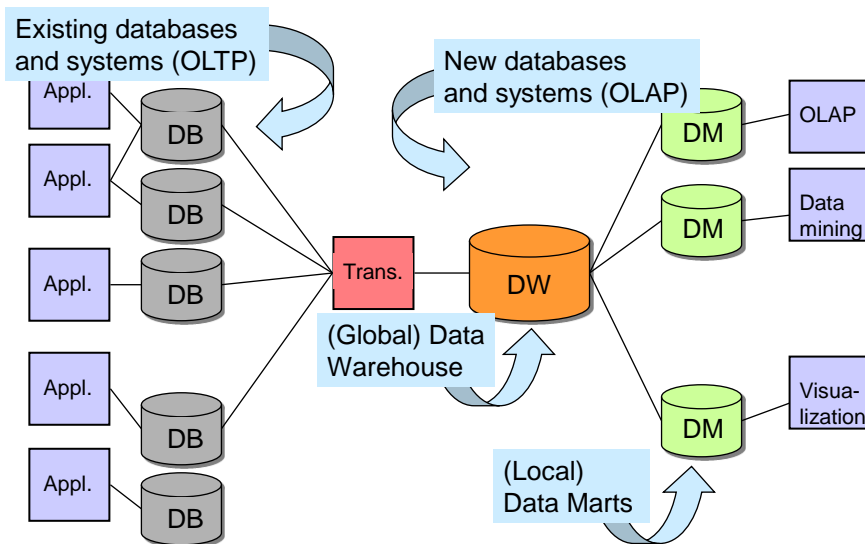 Existing databases
and systems (OLTP)
New databases
and systems (OLAP)
Appl.
DB
DM
OLAP
Appl.
DB
DM
Data
mining
Appl.
DB
Trans.
DW
(Global) Data
Warehouse
Appl.
DB
DM
Visua-
lization
Appl.
DB
(Local)
Data Marts